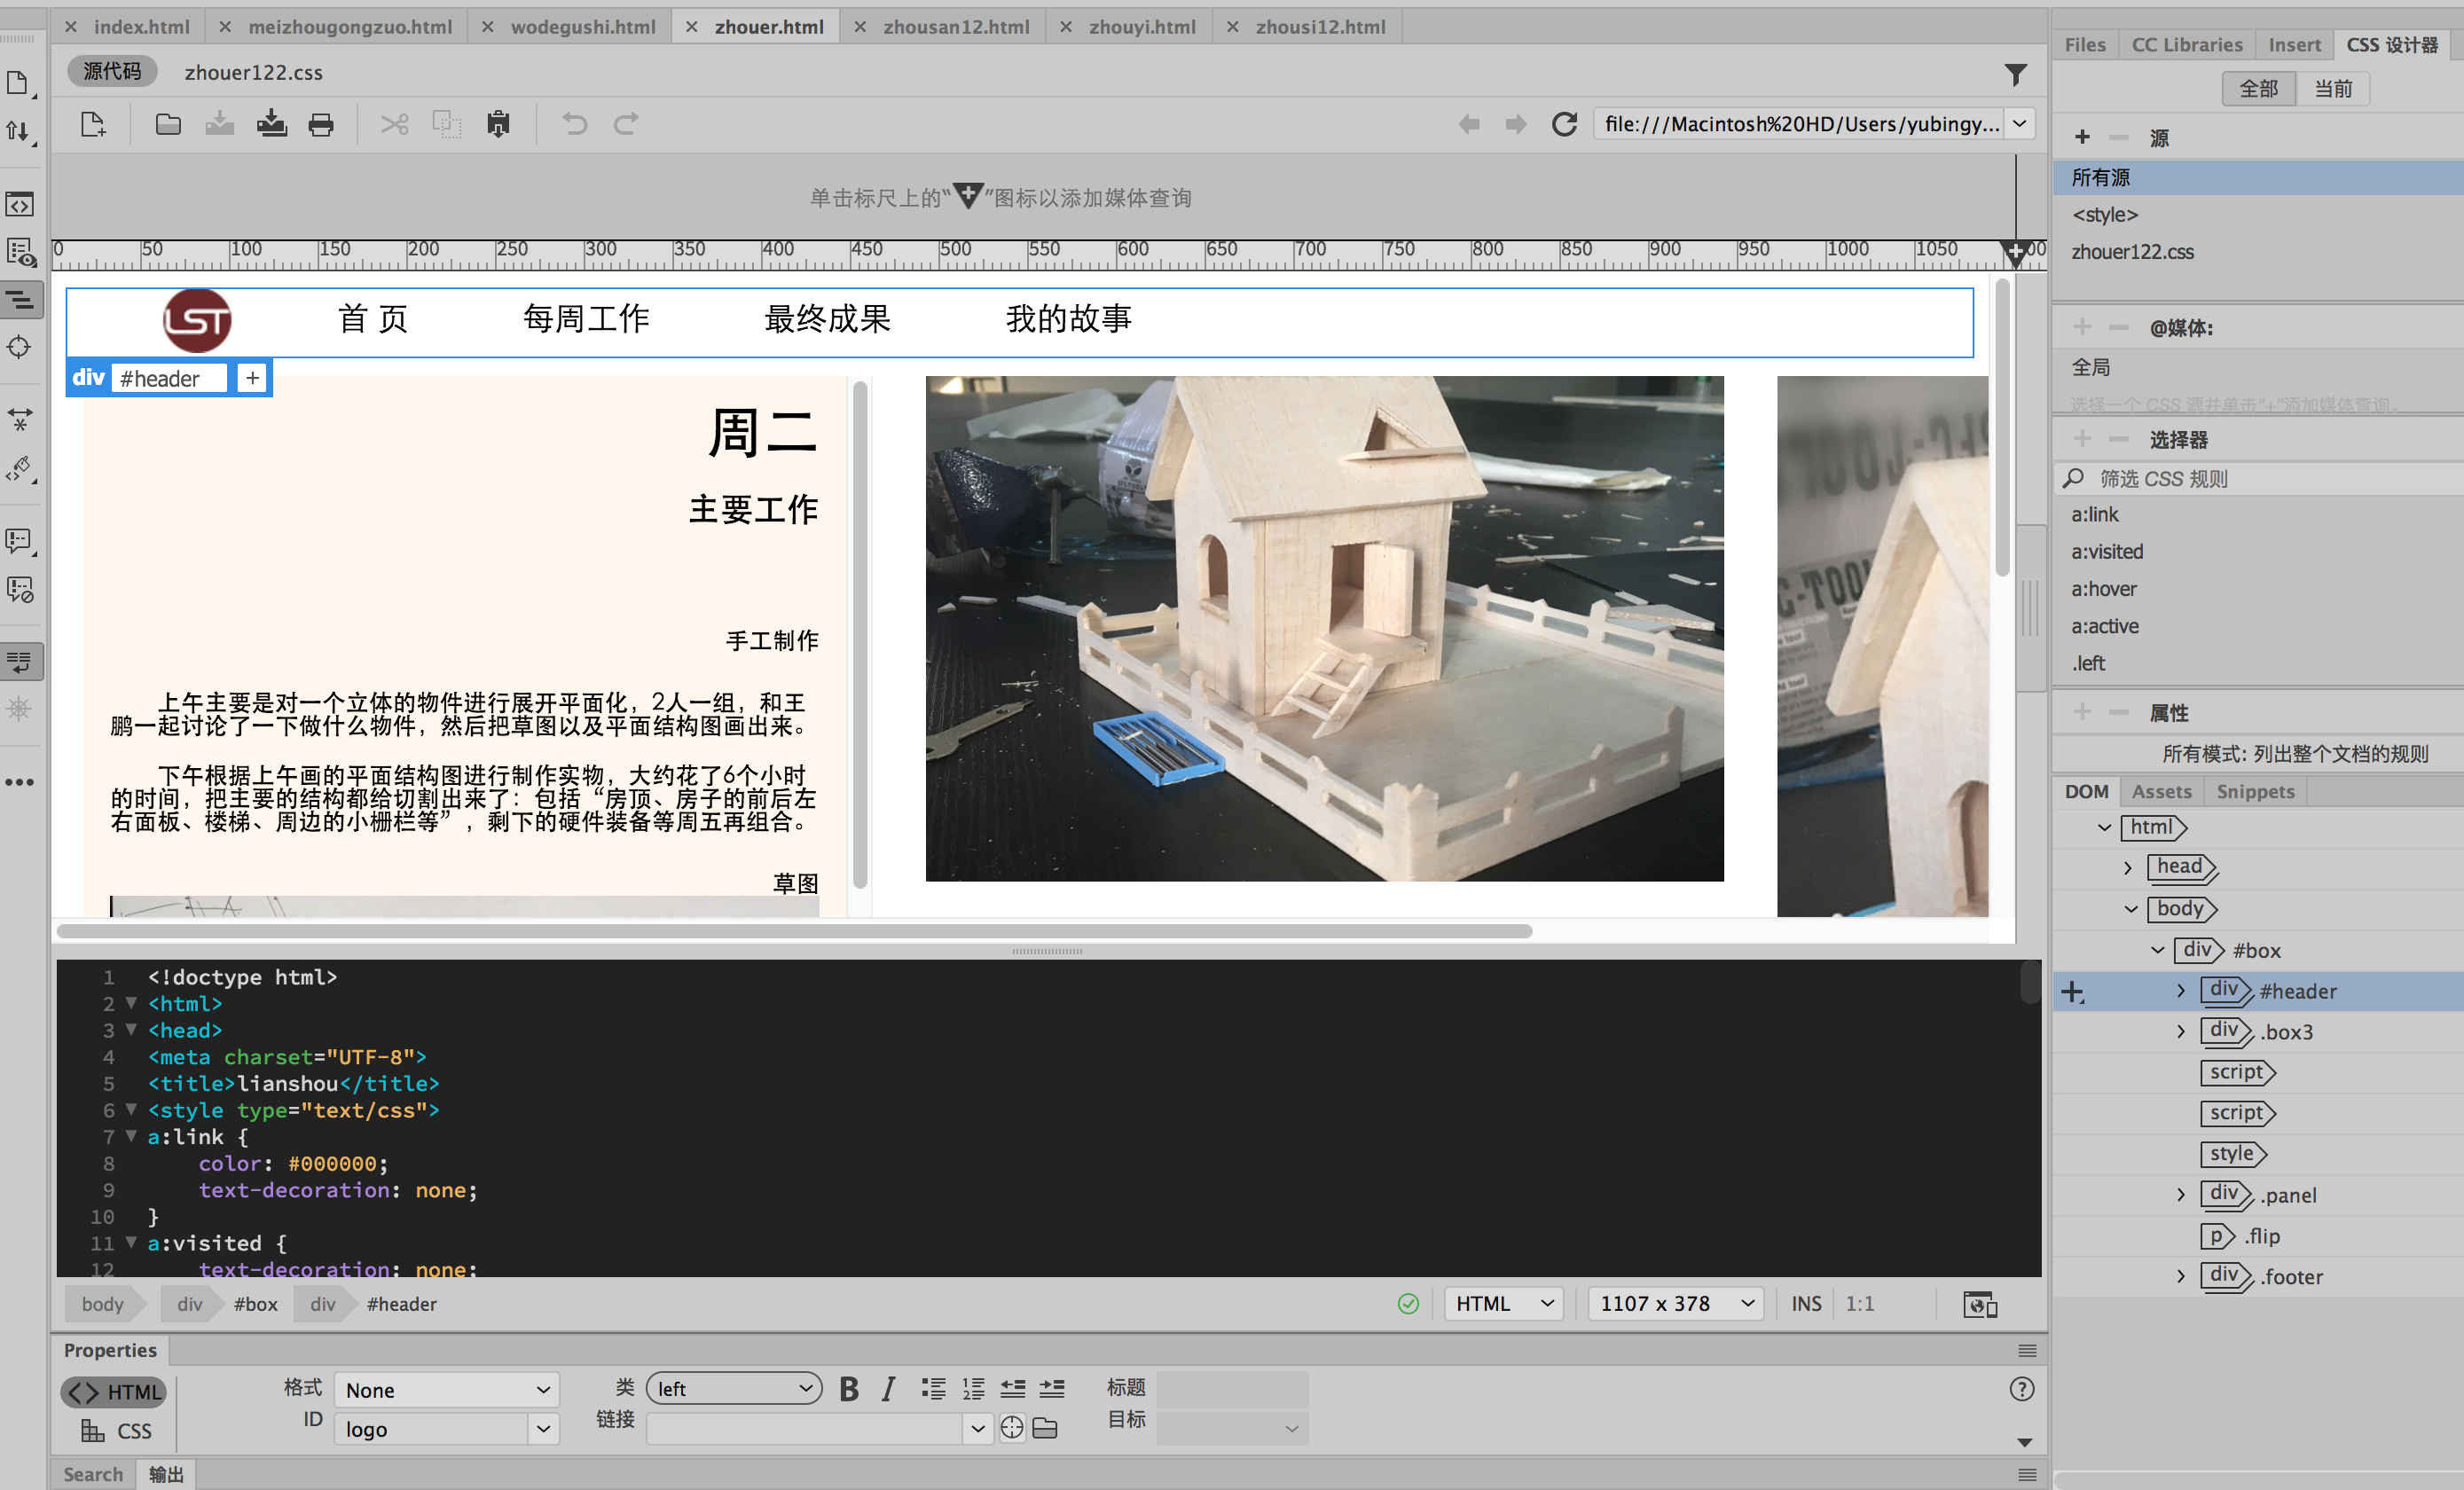 index.html
meizhougongzuo.html
wodegushi.html
zhouer.html
zhousan12.html
zhouyi.html
zhousi12.html
源代码
zhouer122.css
file:///Macintosh%20HD/Users/yubingy...
单击标尺上的“ ”图标以添加媒体查询
0 50 100 150 200 250 300 350 400 450 500 550 600 650 700 750 800 850 900 950 1000 1050 00
LST
首 页
每周工作
最终成果
我的故事
div #header +
周二
主要工作
手工制作
上午主要是对一个立体的物件进行展开平面化，2人一组，和王
鹏一起讨论了一下做什么物件，然后把草图以及平面结构图画出来。
下午根据上午画的平面结构图进行制作实物，大约花了6个小时
的时间，把主要的结构都给切割出来了：包括“房顶、房子的前后左
右面板、楼梯、周边的小栅栏等”，剩下的硬件装备等周五再组合。
草图
1 <!doctype html>
2 <html>
3 <head>
4 <meta charset="UTF-8">
5 <title>lianshou</title>
6 <style type="text/css">
7 a:link {
8 color: #000000;
9 text-decoration: none;
10 }
11 a:visited {
12 text-decoration: none;
body div #box div #header
HTML
1107 x 378
INS
1:1
Properties
HTML
CSS
格式 None
ID logo
类 left
链接
B I
标题
目标
Search
输出
Files
CC Libraries
Insert
CSS 设计器
全部
当前
源
所有源
<style>
zhouer122.css
@媒体:
全局
选择一个 CSS 源并单击“+”添加媒体查询。
选择器
筛选 CSS 规则
a:link
a:visited
a:hover
a:active
.left
属性
所有模式: 列出整个文档的规则
DOM
Assets
Snippets
html
head
body
div #box
div #header
div .box3
script
script
style
div .panel
p .flip
div .footer